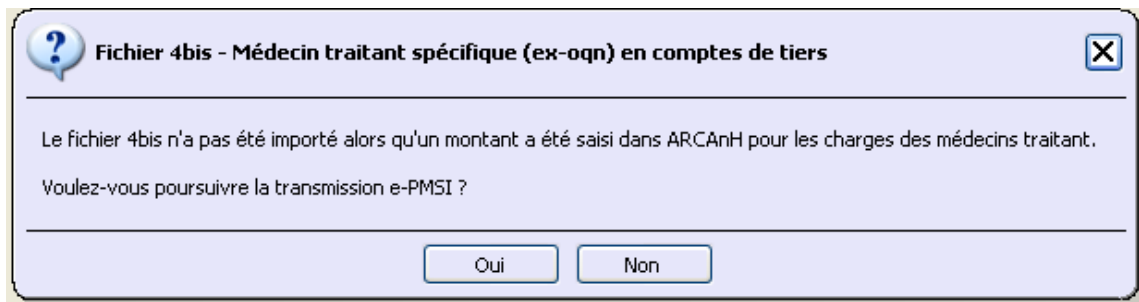 Fichier 4bis - Médecin traitant spécifique (ex-oqn) en comptes de tiers
Le fichier 4bis n'a pas été importé alors qu'un montant a été saisi dans ARCAnH pour les charges des médecins traitant.
Voulez-vous poursuivre la transmission e-PMSI ?
Oui Non